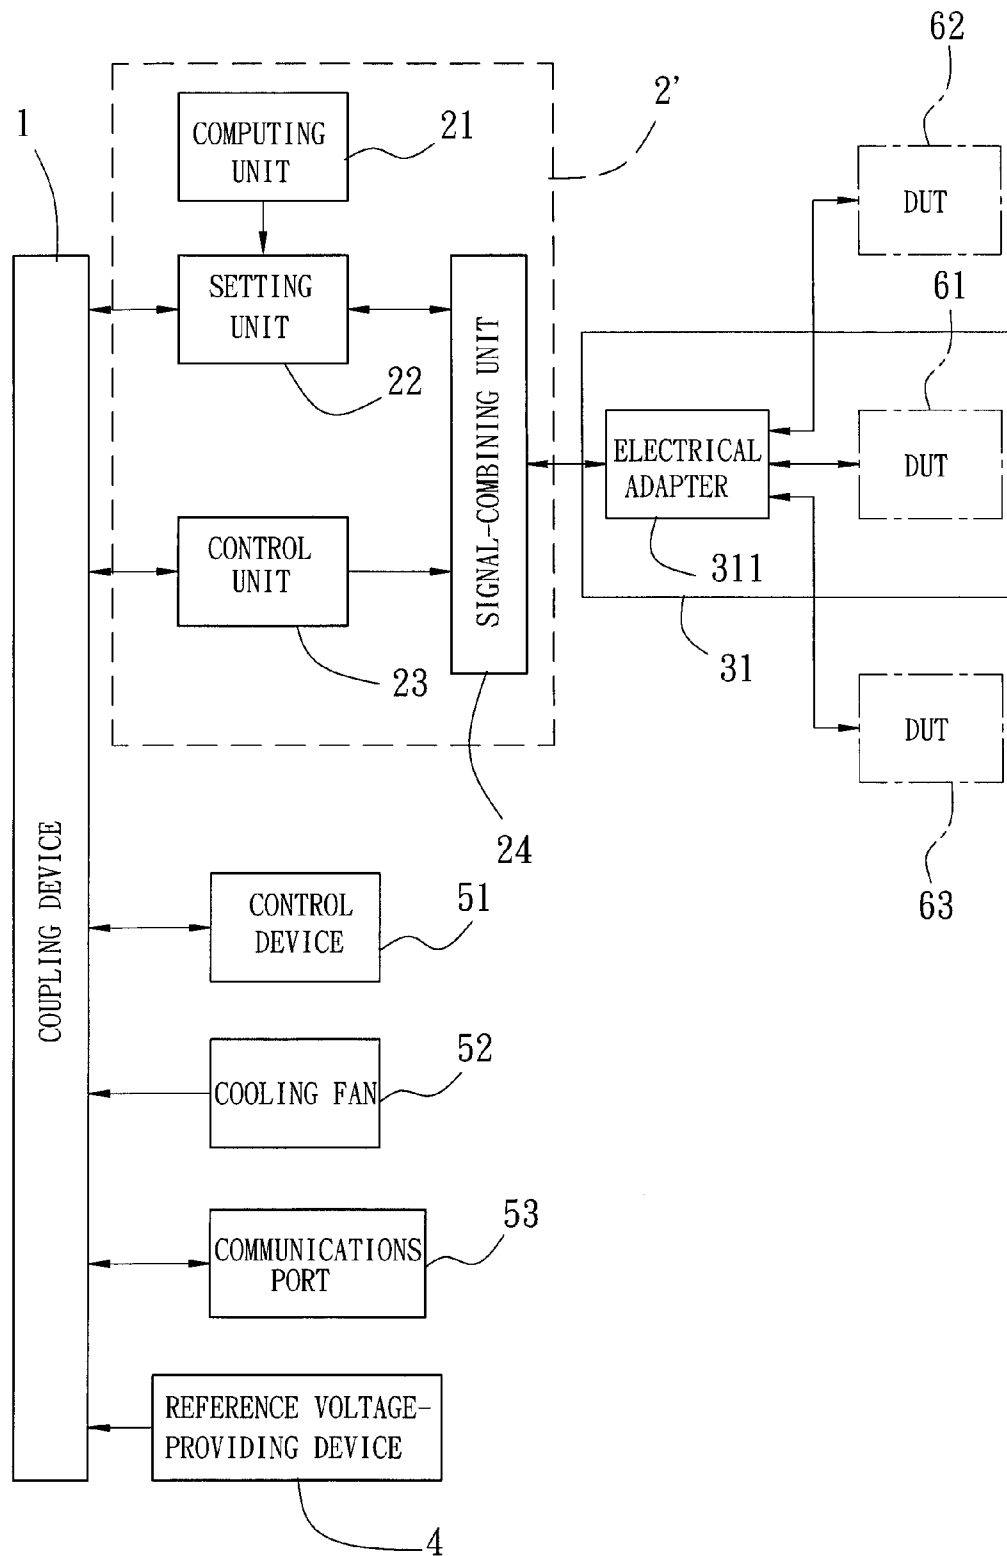 62
2'
1
COMPUTING
UNIT
21
DUT
SETTING
UNIT
61
22
SIGNAL-COMBINING UNIT
ELECTRICAL
ADAPTER
DUT
CONTROL
UNIT
311
31
23
DUT
24
63
COUPLING DEVICE
CONTROL
DEVICE
51
COOLING FAN
52
COMMUNICATIONS
PORT
53
REFERENCE VOLTAGE-
PROVIDING DEVICE
4